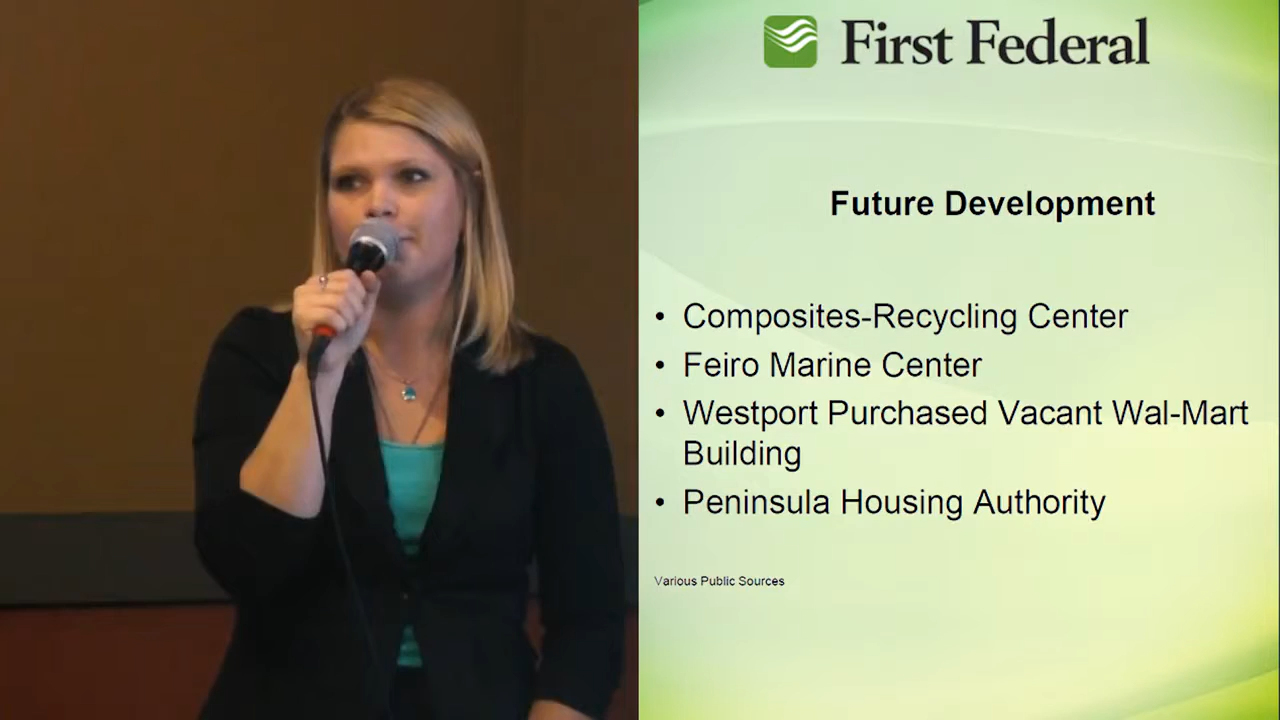 First Federal
Future Development
• Composites-Recycling Center
• Feiro Marine Center
• Westport Purchased Vacant Wal-Mart
Building
• Peninsula Housing Authority
Various Public Sources